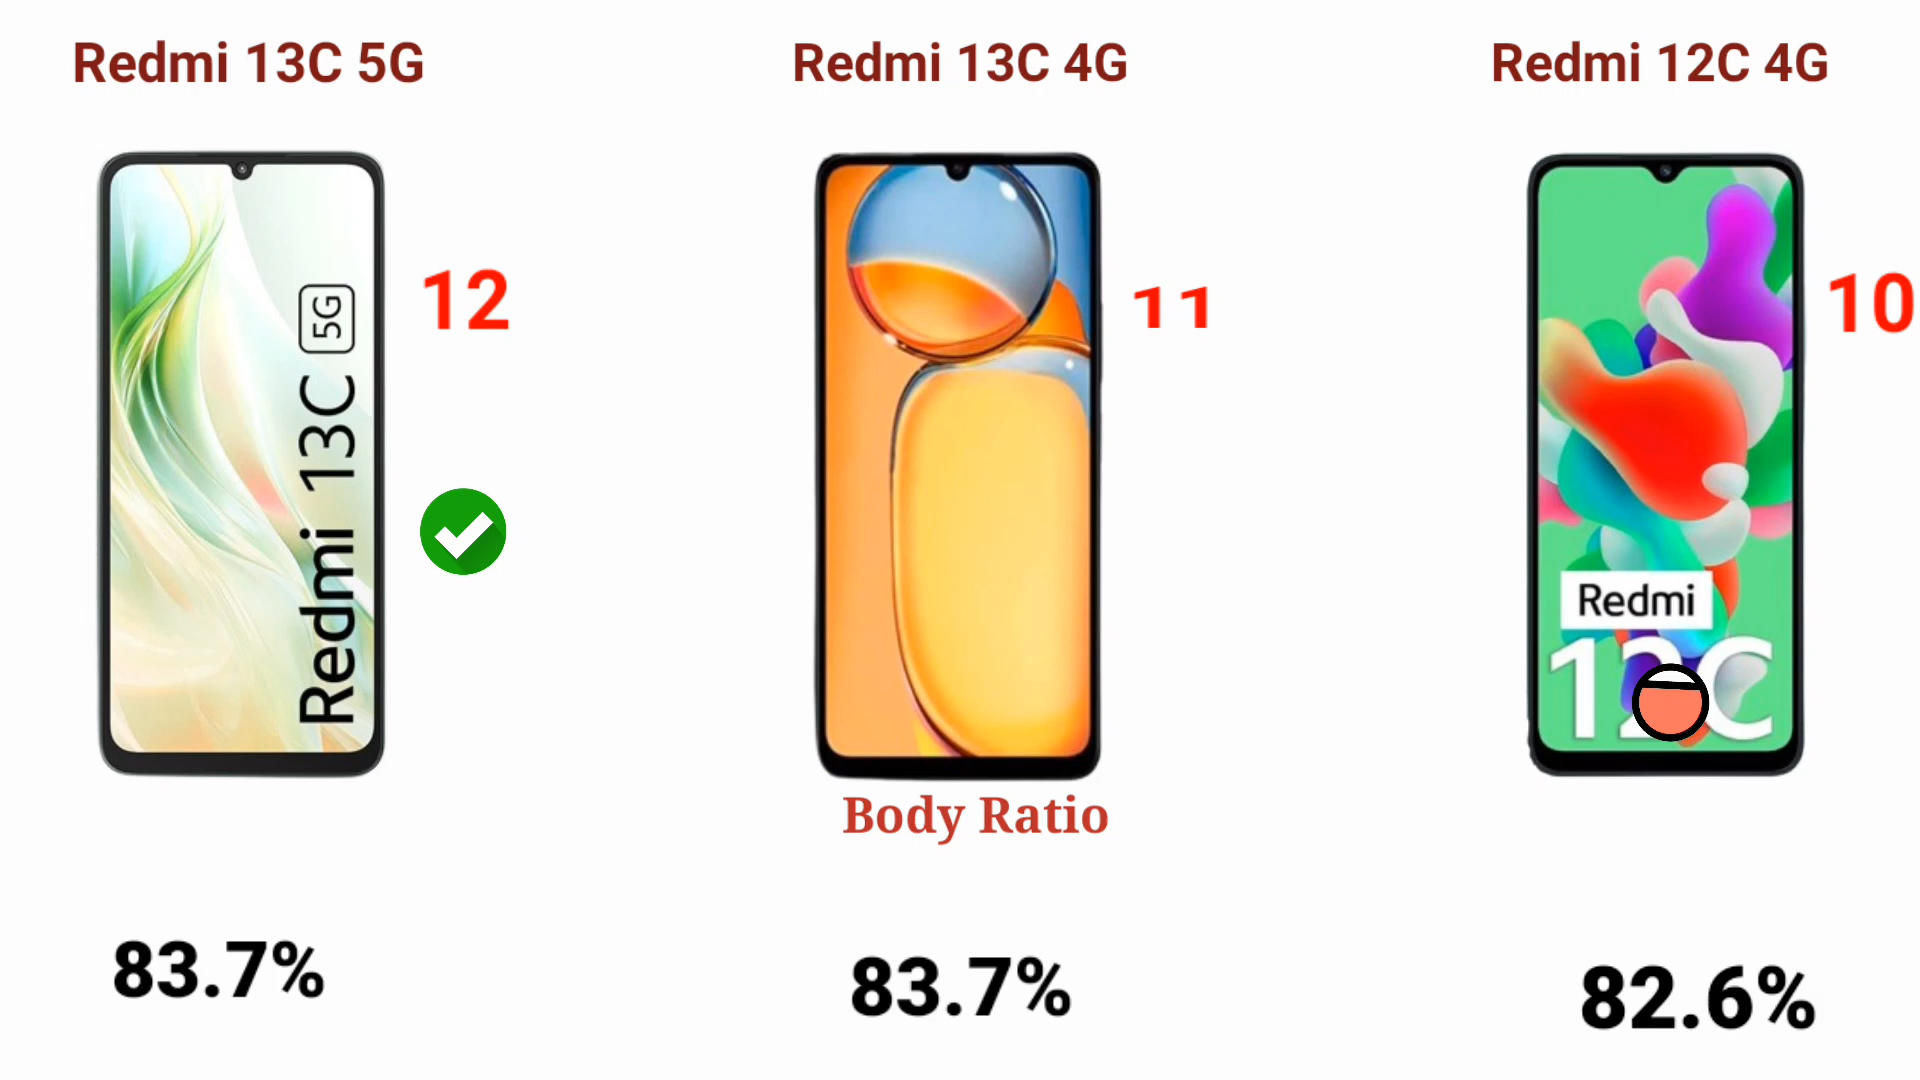 Redmi 13C 5G
Redmi 13C 4G
Redmi 12C 4G
12
11
10
Redmi 13C 5G
Redmi
12C
Body Ratio
83.7%
83.7%
82.6%